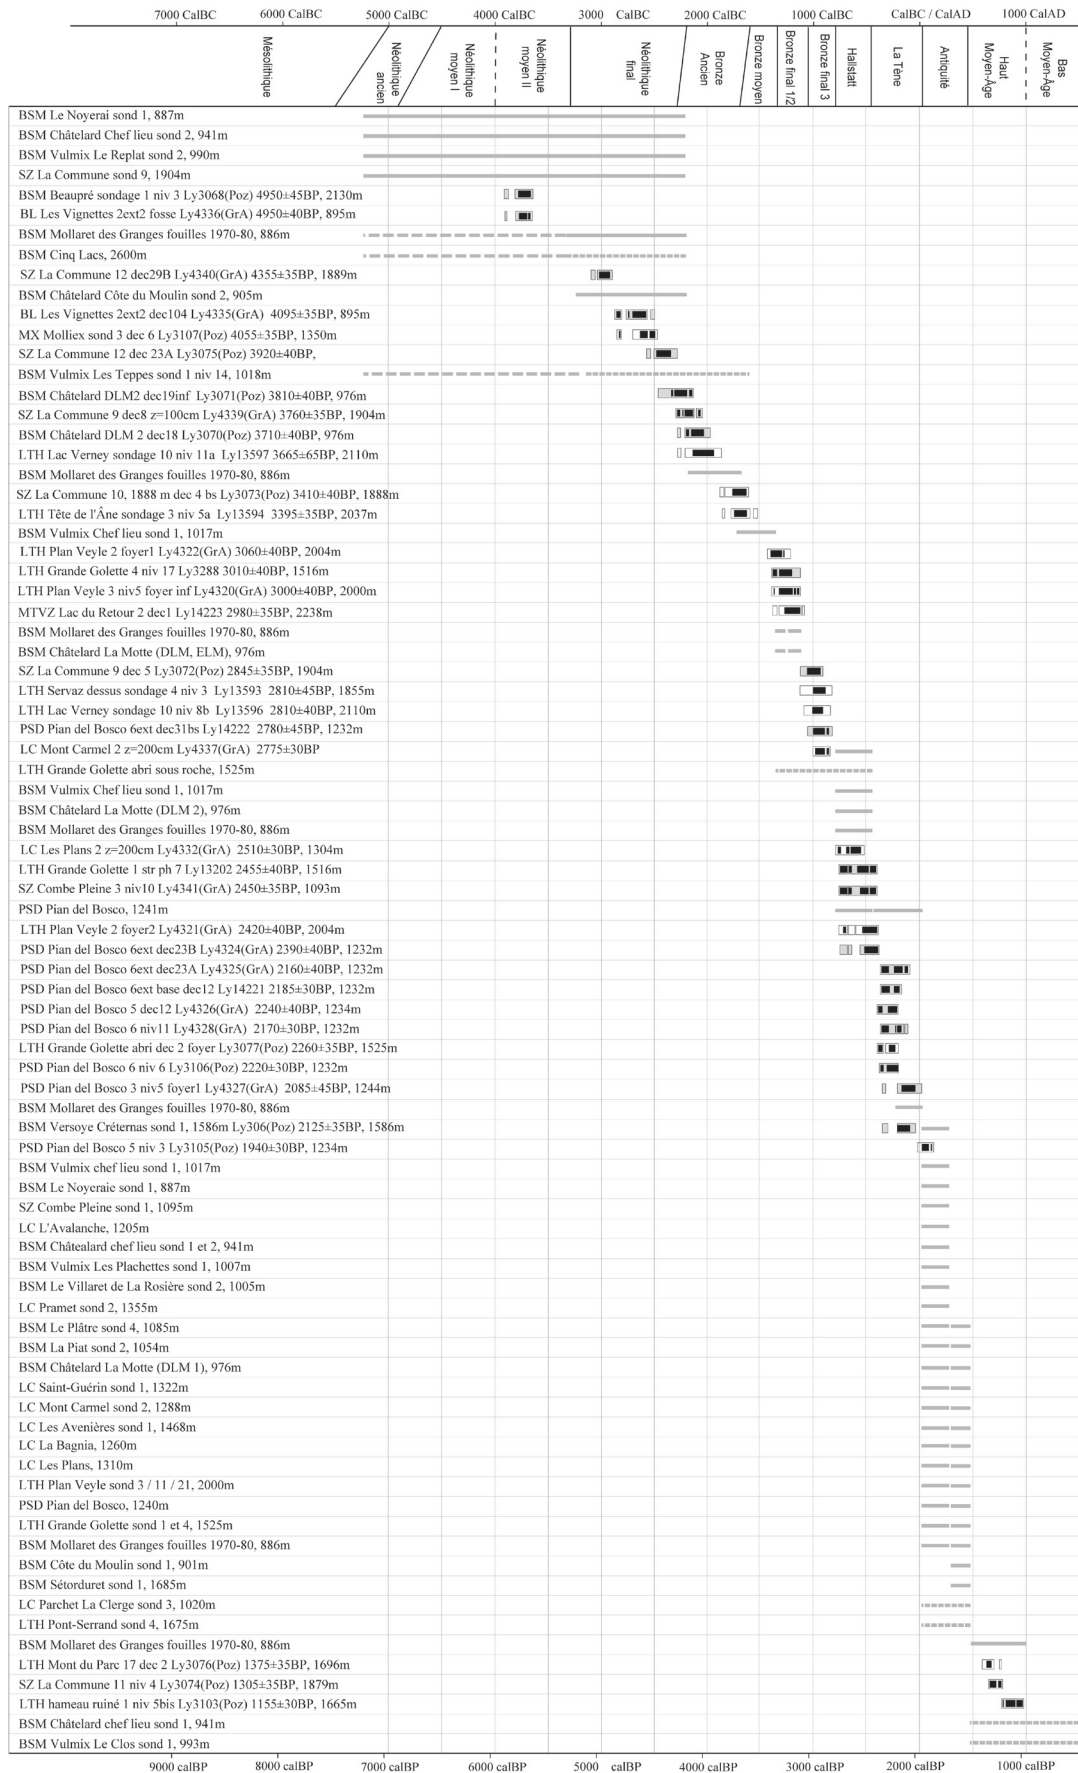 7000 CalBC 6000 CalBC 5000 CalBC 4000 CalBC 3000 CalBC 2000 CalBC 1000 CalBC CalBC / CalAD 1000 CalAD
Mésolithique
Néolithique ancien
Néolithique moyen I
Néolithique moyen II
Néolithique final
Bronze Ancien
Bronze moyen
Bronze final 1/2
Bronze final 3
Hallstatt
La Tène
Antiquité
Haut Moyen-Âge
Bas Moyen-Âge
BSM Le Noyerai sond 1, 887m
BSM Châtelard Chef lieu sond 2, 941m
BSM Vulmix Le Replat sond 2, 990m
SZ La Commune sond 9, 1904m
BSM Beaupré sondage 1 niv 3 Ly3068(Poz) 4950±45BP, 2130m
BL Les Vignettes 2ext2 fosse Ly4336(GrA) 4950±40BP, 895m
BSM Mollaret des Granges fouilles 1970-80, 886m
BSM Cinq Lacs, 2600m
SZ La Commune 12 dec29B Ly4340(GrA) 4355±35BP, 1889m
BSM Châtelard Côte du Moulin sond 2, 905m
BL Les Vignettes 2ext2 dec104 Ly4335(GrA) 4095±35BP, 895m
MX Molliex sond 3 dec 6 Ly3107(Poz) 4055±35BP, 1350m
SZ La Commune 12 dec 23A Ly3075(Poz) 3920±40BP,
BSM Vulmix Les Teppes sond 1 niv 14, 1018m
BSM Châtelard DLM2 dec19inf Ly3071(Poz) 3810±40BP, 976m
SZ La Commune 9 dec8 z=100cm Ly4339(GrA) 3760±35BP, 1904m
BSM Châtelard DLM 2 dec18 Ly3070(Poz) 3710±40BP, 976m
LTH Lac Verney sondage 10 niv 11a Ly13597 3665±65BP, 2110m
BSM Mollaret des Granges fouilles 1970-80, 886m
SZ La Commune 10, 1888 m dec 4 bs Ly3073(Poz) 3410±40BP, 1888m
LTH Tête de l'Âne sondage 3 niv 5a Ly13594 3395±35BP, 2037m
BSM Vulmix Chef lieu sond 1, 1017m
LTH Plan Veyle 2 foyer1 Ly4322(GrA) 3060±40BP, 2004m
LTH Grande Golette 4 niv 17 Ly3288 3010±40BP, 1516m
LTH Plan Veyle 3 niv5 foyer inf Ly4320(GrA) 3000±40BP, 2000m
MTVZ Lac du Retour 2 dec1 Ly14223 2980±35BP, 2238m
BSM Mollaret des Granges fouilles 1970-80, 886m
BSM Châtelard La Motte (DLM, ELM), 976m
SZ La Commune 9 dec 5 Ly3072(Poz) 2845±35BP, 1904m
LTH Servaz dessus sondage 4 niv 3 Ly13593 2810±45BP, 1855m
LTH Lac Verney sondage 10 niv 8b Ly13596 2810±40BP, 2110m
PSD Pian del Bosco 6ext dec31bs Ly14222 2780±45BP, 1232m
LC Mont Carmel 2 z=200cm Ly4337(GrA) 2775±30BP
LTH Grande Golette abri sous roche, 1525m
BSM Vulmix Chef lieu sond 1, 1017m
BSM Châtelard La Motte (DLM 2), 976m
BSM Mollaret des Granges fouilles 1970-80, 886m
LC Les Plans 2 z=200cm Ly4332(GrA) 2510±30BP, 1304m
LTH Grande Golette 1 str ph 7 Ly13202 2455±40BP, 1516m
SZ Combe Pleine 3 niv10 Ly4341(GrA) 2450±35BP, 1093m
PSD Pian del Bosco, 1241m
LTH Plan Veyle 2 foyer2 Ly4321(GrA) 2420±40BP, 2004m
PSD Pian del Bosco 6ext dec23B Ly4324(GrA) 2390±40BP, 1232m
PSD Pian del Bosco 6ext dec23A Ly4325(GrA) 2160±40BP, 1232m
PSD Pian del Bosco 6ext base dec12 Ly14221 2185±30BP, 1232m
PSD Pian del Bosco 5 dec12 Ly4326(GrA) 2240±40BP, 1234m
PSD Pian del Bosco 6 niv11 Ly4328(GrA) 2170±30BP, 1232m
LTH Grande Golette abri dec 2 foyer Ly3077(Poz) 2260±35BP, 1525m
PSD Pian del Bosco 6 niv 6 Ly3106(Poz) 2220±30BP, 1232m
PSD Pian del Bosco 3 niv5 foyer1 Ly4327(GrA) 2085±45BP, 1244m
BSM Mollaret des Granges fouilles 1970-80, 886m
BSM Versoye Créternas sond 1, 1586m Ly306(Poz) 2125±35BP, 1586m
PSD Pian del Bosco 5 niv 3 Ly3105(Poz) 1940±30BP, 1234m
BSM Vulmix chef lieu sond 1, 1017m
BSM Le Noyeraie sond 1, 887m
SZ Combe Pleine sond 1, 1095m
LC L'Avalanche, 1205m
BSM Châtealard chef lieu sond 1 et 2, 941m
BSM Vulmix Les Plachettes sond 1, 1007m
BSM Le Villaret de La Rosière sond 2, 1005m
LC Pramet sond 2, 1355m
BSM Le Plâtre sond 4, 1085m
BSM La Piat sond 2, 1054m
BSM Châtelard La Motte (DLM 1), 976m
LC Saint-Guérin sond 1, 1322m
LC Mont Carmel sond 2, 1288m
LC Les Avenières sond 1, 1468m
LC La Bagnia, 1260m
LC Les Plans, 1310m
LTH Plan Veyle sond 3 / 11 / 21, 2000m
PSD Pian del Bosco, 1240m
LTH Grande Golette sond 1 et 4, 1525m
BSM Mollaret des Granges fouilles 1970-80, 886m
BSM Côte du Moulin sond 1, 901m
BSM Sétorduret sond 1, 1685m
LC Parchet La Clerge sond 3, 1020m
LTH Pont-Serrand sond 4, 1675m
BSM Mollaret des Granges fouilles 1970-80, 886m
LTH Mont du Parc 17 dec 2 Ly3076(Poz) 1375±35BP, 1696m
SZ La Commune 11 niv 4 Ly3074(Poz) 1305±35BP, 1879m
LTH hameau ruiné 1 niv 5bis Ly3103(Poz) 1155±30BP, 1665m
BSM Châtelard chef lieu sond 1, 941m
BSM Vulmix Le Clos sond 1, 993m
9000 calBP 8000 calBP 7000 calBP 6000 calBP 5000 calBP 4000 calBP 3000 calBP 2000 calBP 1000 calBP